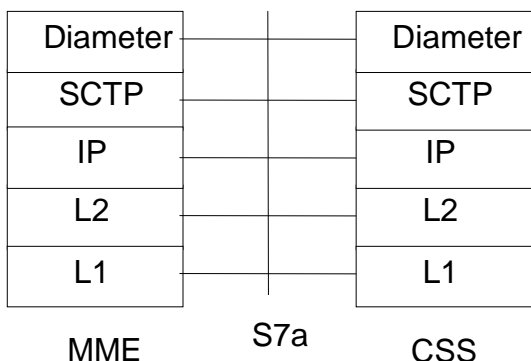 Diameter Diameter
SCTP SCTP
IP IP
L2 L2
L1 L1
S7a
MME CSS